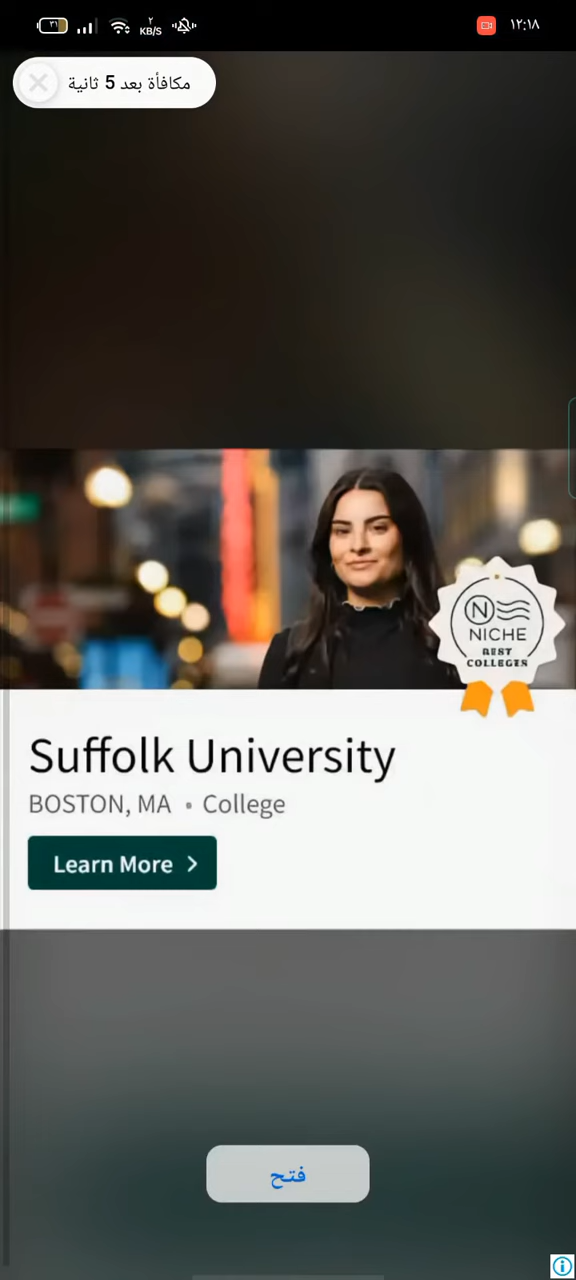 ٣١
٢
KB/S
١٢:١٨
مكافأة بعد 5 ثانية
N
NICHE
BEST
COLLEGES
Suffolk University
BOSTON, MA • College
Learn More >
فتح